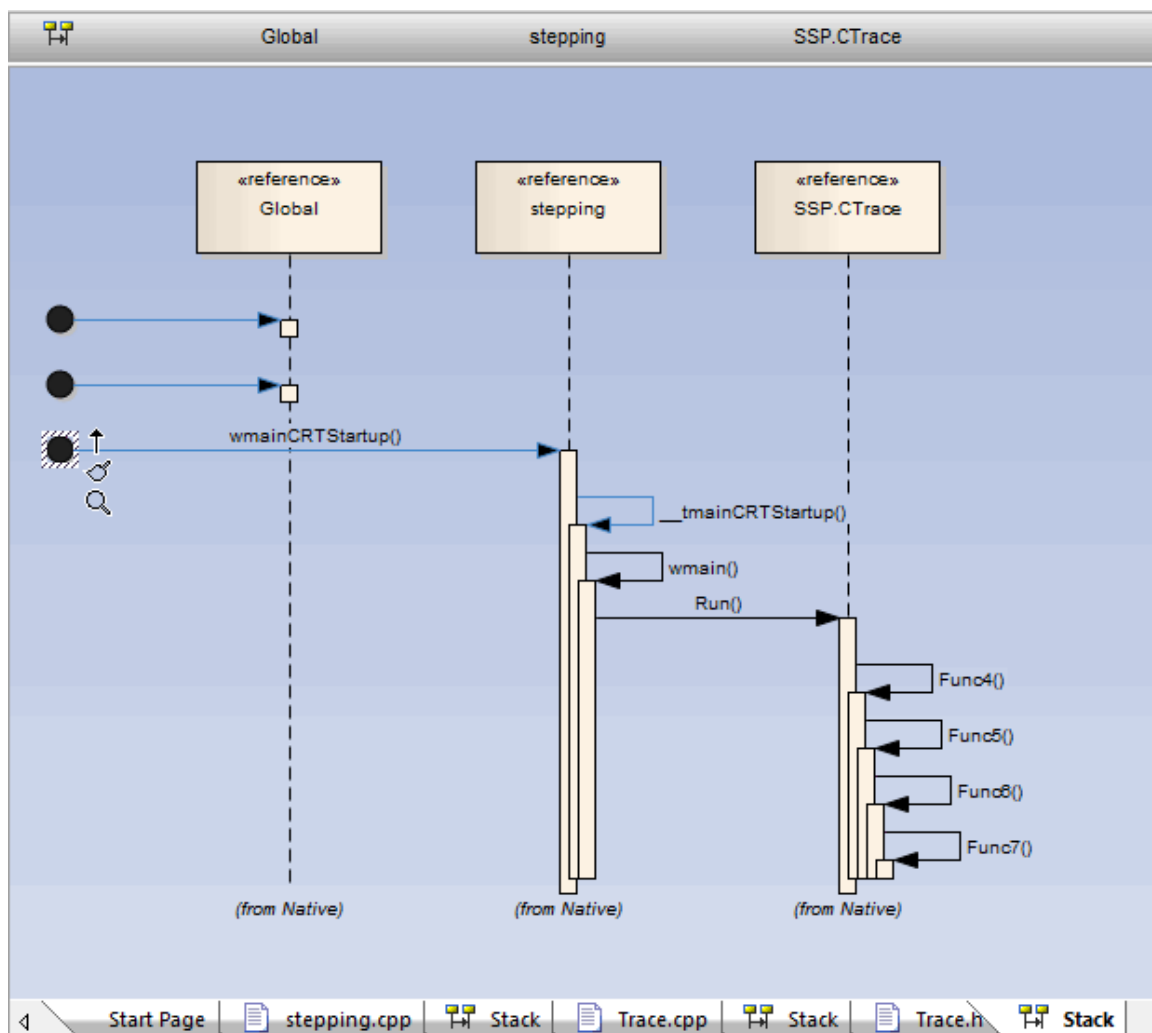 Global stepping SSP.CTrace
«reference» «reference» «reference»
Global stepping SSP.CTrace
wmainCRTStartup()
__tmainCRTStartup()
wmain()
Run()
Func4()
Func5()
Func6()
Func7()
(from Native) (from Native) (from Native)
Start Page stepping.cpp Stack Trace.cpp Stack Trace.h Stack